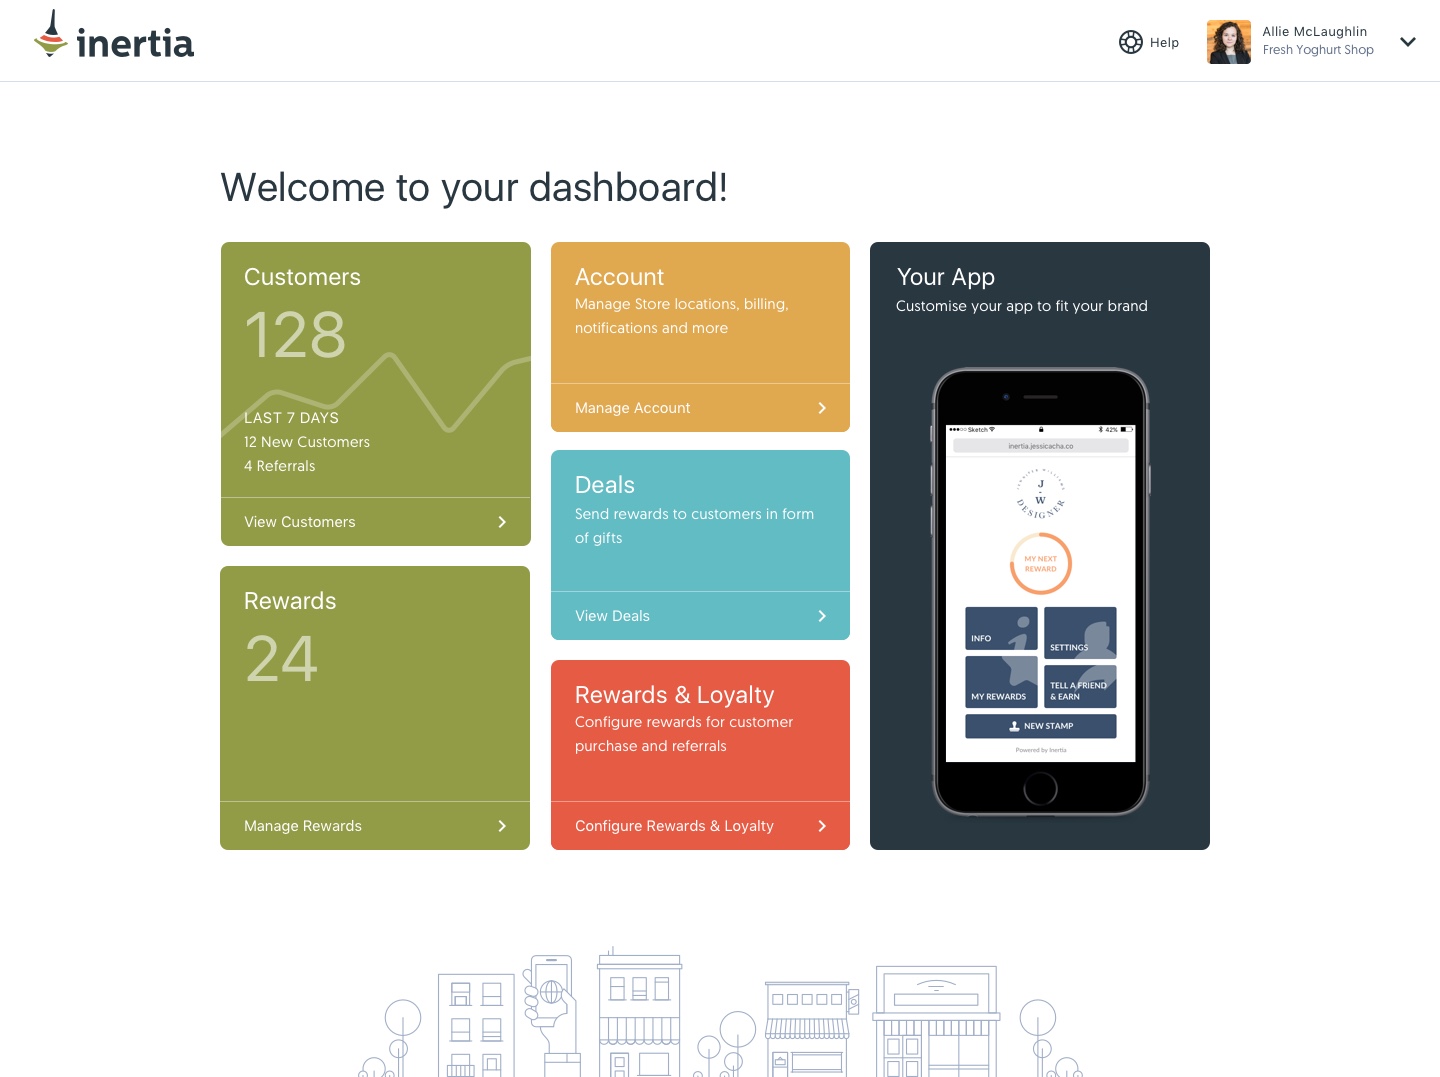 inertia
Help
Allie McLaughlin
Fresh Yoghurt Shop
Welcome to your dashboard!
Customers
128
LAST 7 DAYS
12 New Customers
4 Referrals
View Customers
Rewards
24
Manage Rewards
Account
Manage Store locations, billing,
notifications and more
Manage Account
Deals
Send rewards to customers in form
of gifts
View Deals
Rewards & Loyalty
Configure rewards for customer
purchase and referrals
Configure Rewards & Loyalty
Your App
Customise your app to fit your brand
Sketch
42%
inertia.jessicacha.co
J
-
W
DESIGNER
MY NEXT
REWARD
INFO
SETTINGS
MY REWARDS
TELL A FRIEND
& EARN
NEW STAMP
Powered by Inertia